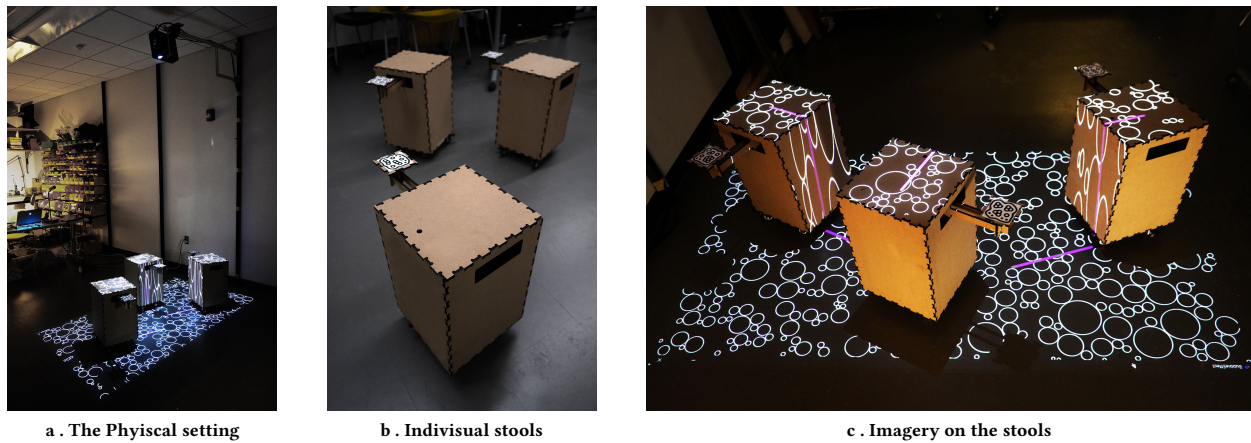 a . The Phyiscal setting
b . Indivisual stools
c . Imagery on the stools